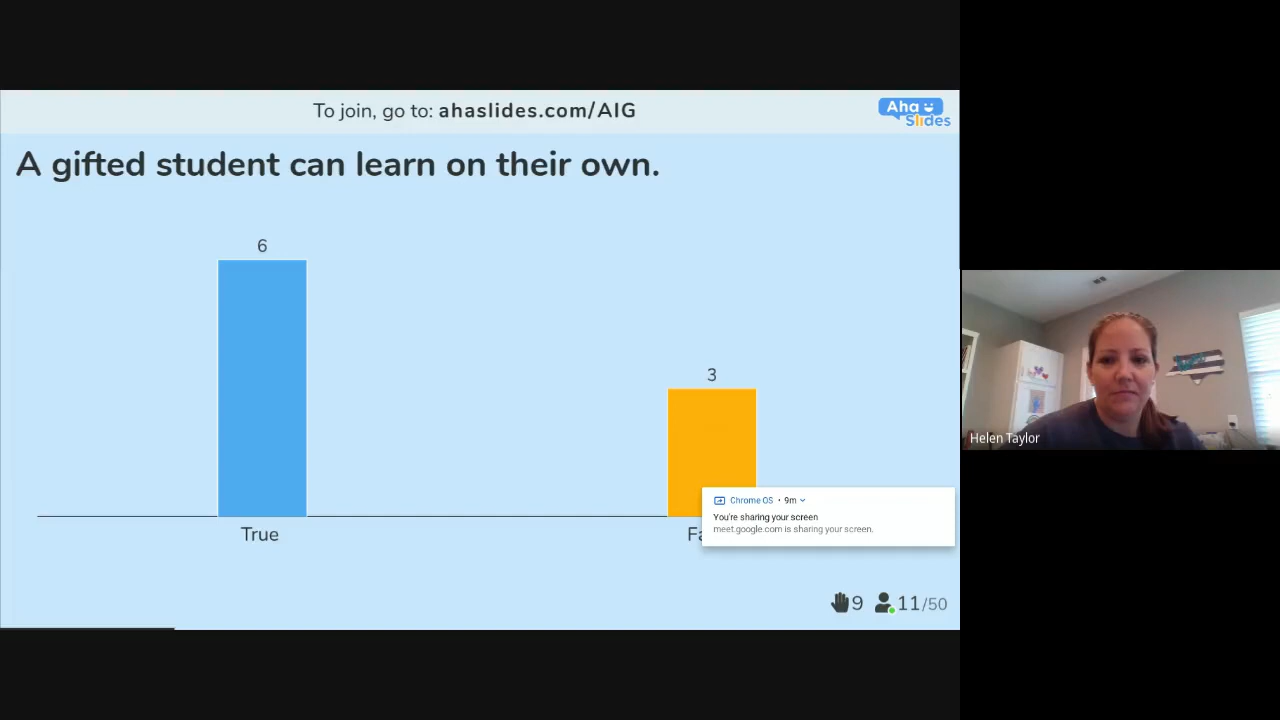 To join, go to: ahaslides.com/AIG
Aha
Slides
A gifted student can learn on their own.
6
3
True
Chrome OS • 9m
You're sharing your screen
meet.google.com is sharing your screen.
9 11/50
Helen Taylor